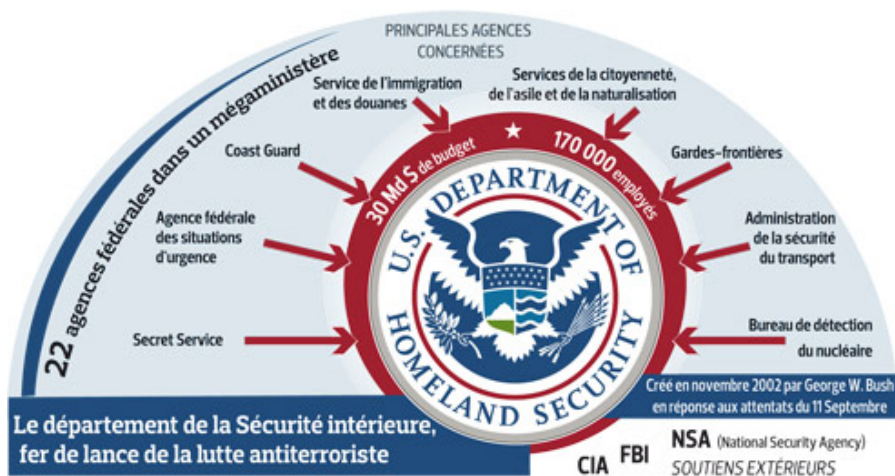 PRINCIPALES AGENCES
CONCERNÉES
22 agences fédérales dans un mégaministère
Service de l'immigration
et des douanes
Services de la citoyenneté,
de l'asile et de la naturalisation
Coast Guard
Gardes-frontières
Agence fédérale
des situations
d'urgence
Administration
de la sécurité
du transport
Secret Service
Bureau de détection
du nucléaire
30 Md $ de budget
170 000 employés
U.S. DEPARTMENT OF
HOMELAND SECURITY
Créé en novembre 2002 par George W. Bush
en réponse aux attentats du 11 Septembre
Le département de la Sécurité intérieure,
fer de lance de la lutte antiterroriste
CIA FBI NSA (National Security Agency)
SOUTIENS EXTÉRIEURS